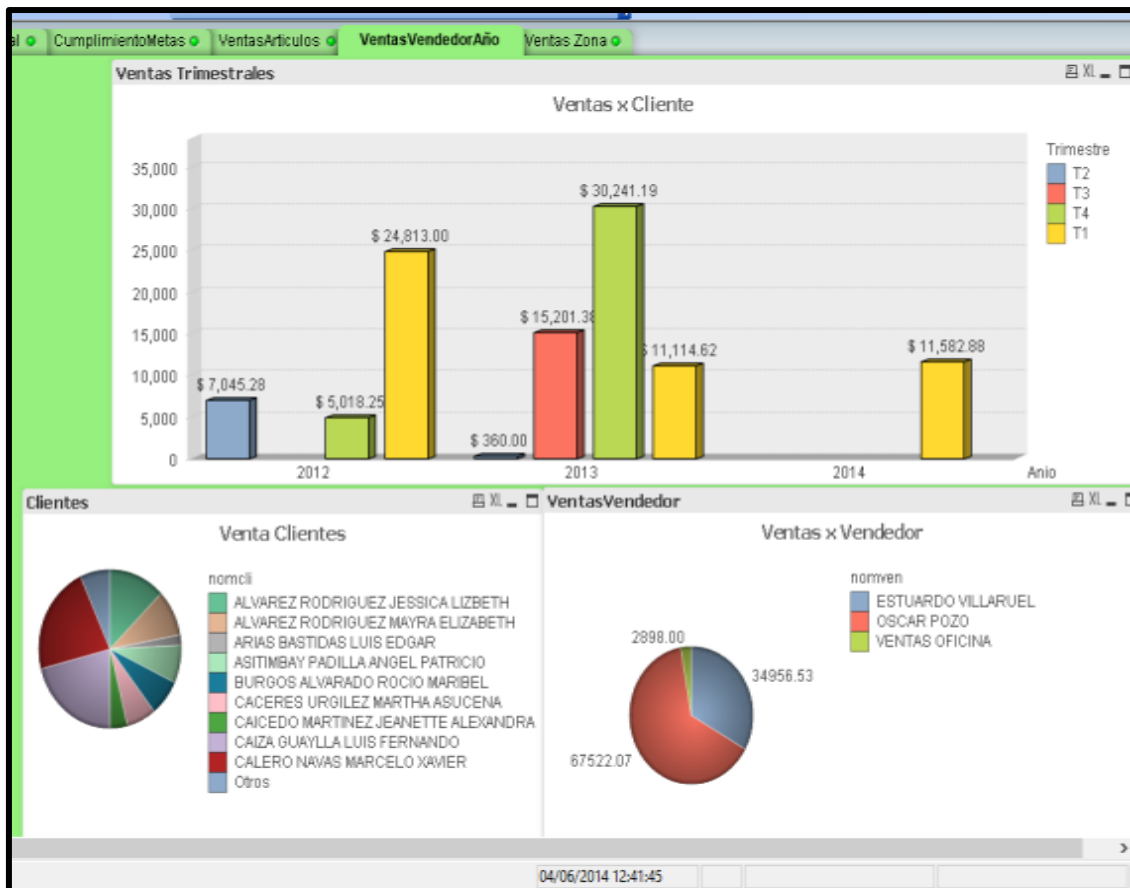 al CumplimientoMetas VentasArticulos VentasVendedorAño Ventas Zona
Ventas Trimestrales XL
Ventas x Cliente
Trimestre
T2
T3
T4
T1
35,000
30,000
25,000
20,000
15,000
10,000
5,000
0
$ 7,045.28
$ 5,018.25
$ 24,813.00
$ 360.00
$ 15,201.38
$ 30,241.19
$ 11,114.62
$ 11,582.88
2012 2013 2014 Anio
Clientes XL
Venta Clientes
nomcli
ALVAREZ RODRIGUEZ JESSICA LIZBETH
ALVAREZ RODRIGUEZ MAYRA ELIZABETH
ARIAS BASTIDAS LUIS EDGAR
ASITIMBAY PADILLA ANGEL PATRICIO
BURGOS ALVARADO ROCIO MARIBEL
CACERES URGILEZ MARTHA ASUCENA
CAICEDO MARTINEZ JEANETTE ALEXANDRA
CAIZA GUAYLLA LUIS FERNANDO
CALERO NAVAS MARCELO XAVIER
Otros
VentasVendedor XL
Ventas x Vendedor
nomven
ESTUARDO VILLARUEL
OSCAR POZO
VENTAS OFICINA
2898.00
34956.53
67522.07
04/06/2014 12:41:45